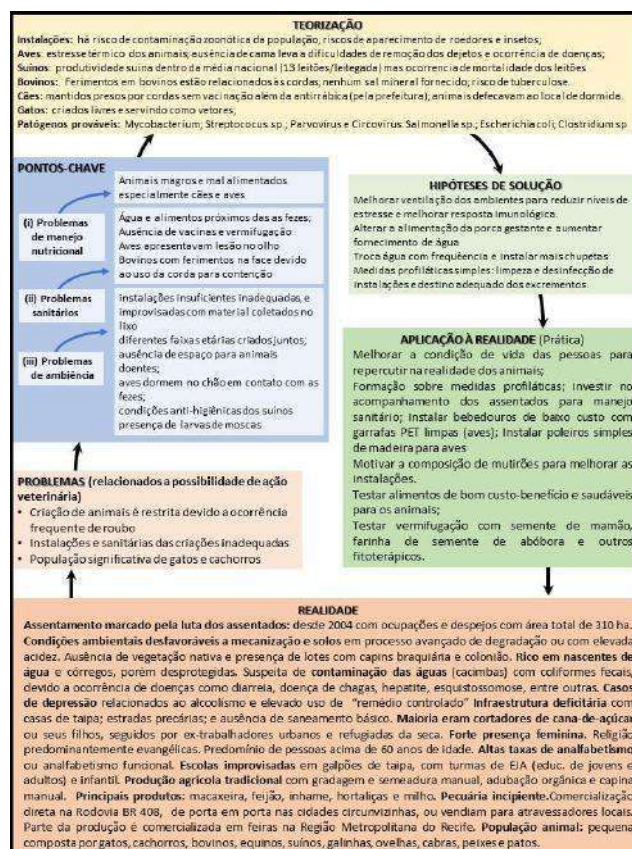 TEORIZAÇÃO
Instalações: há risco de contaminação zoonótica da população, riscos de aparecimento de roedores e insetos;
Aves: estresse térmico dos animais; ausência de cama leva a dificuldades de remoção dos dejetos e ocorrência de doenças;
Suínos: produtividade suína dentro da média nacional (13 leitões/leitegada) mas ocorrencia de mortalidade dos leitões
Bovinos: Ferimentos em bovinos estão relacionados às cordas, nenhum sal mineral fornecido; risco de tuberculose.
Cães: mantidos presos por cordas sem vacinação além da antirrábica (pela prefeitura); animais defecavam ao local de dormida.
Gatos: criados livres e servindo como vetores;
Patógenos prováveis: Mycobacterium; Streptococus sp.; Parvovírus e Circovirus. Salmonella sp.; Escherichia coli; Clostridium sp
PONTOS-CHAVE
Animais magros e mal alimentados
especialmente cães e aves
(i) Problemas
de manejo
nutricional
Água e alimentos próximos das as fezes;
Ausência de vacinas e vermifugação
Aves apresentavam lesão no olho
Bovinos com ferimentos na face devido
ao uso da corda para contenção
(ii) Problemas
sanitários
instalações insuficientes inadequadas, e
improvisadas com material coletados no
lixo
diferentes faixas etárias criados juntos;
ausência de espaço para animais
doentes;
aves dormem no chão em contato com as
fezes;
condições anti-higiênicas dos suínos
presença de larvas de moscas
(iii) Problemas
de ambiência
HIPÓTESES DE SOLUÇÃO
Melhorar ventilação dos ambientes para reduzir níveis de
estresse e melhorar resposta imunológica.
Alterar a alimentação da porca gestante e aumentar
fornecimento de água
Troca água com frequência e instalar mais chupetas
Medidas profiláticas simples: limpeza e desinfecção de
instalações e destino adequado dos excrementos.
APLICAÇÃO À REALIDADE (Prática)
Melhorar a condição de vida das pessoas para
repercutir na realidade dos animais;
Formação sobre medidas profiláticas; Investir no
acompanhamento dos assentados para manejo
sanitário; Instalar bebedouros de baixo custo com
garrafas PET limpas (aves); Instalar poleiros simples
de madeira para aves
Motivar a composição de mutirões para melhorar as
instalações.
Testar alimentos de bom custo-benefício e saudáveis
para os animais;
Testar vermifugação com semente de mamão,
farinha de semente de abóbora e outros
fitoterápicos.
PROBLEMAS (relacionados a possibilidade de ação
veterinária)
• Criação de animais é restrita devido a ocorrência
frequente de roubo
• Instalações e sanitárias das criações inadequadas
• População significativa de gatos e cachorros
REALIDADE
Assentamento marcado pela luta dos assentados: desde 2004 com ocupações e despejos com área total de 310 ha.
Condições ambientais desfavoráveis a mecanização e solos em processo avançado de degradação ou com elevada
acidez. Ausência de vegetação nativa e presença de lotes com capins braquiária e colonião. Rico em nascentes de
água e córregos, porém desprotegidas. Suspeita de contaminação das águas (cacimbas) com coliformes fecais,
devido a ocorrência de doenças como diarreia, doença de chagas, hepatite, esquistossomose, entre outras. Casos
de depressão relacionados ao alcoolismo e elevado uso de "remédio controlado" Infraestrutura deficitária com
casas de taipa; estradas precárias; e ausência de saneamento básico. Maioria eram cortadores de cana-de-açúcar
ou seus filhos, seguidos por ex-trabalhadores urbanos e refugiadas da seca. Forte presença feminina. Religião
predominantemente evangélicas. Predomínio de pessoas acima de 60 anos de idade. Altas taxas de analfabetismo
ou analfabetismo funcional. Escolas improvisadas em galpões de taipa, com turmas de EJA (educ. de jovens e
adultos) e infantil. Produção agrícola tradicional com gradagem e semeadura manual, adubação orgânica e capina
manual. Principais produtos: macaxeira, feijão, inhame, hortaliças e milho. Pecuária incipiente. Comercialização
direta na Rodovia BR 408, de porta em porta nas cidades circunvizinhas, ou vendiam para atravessadores locais.
Parte da produção é comercializada em feiras na Região Metropolitana do Recife. População animal: pequena
composta por gatos, cachorros, bovinos, equinos, suínos, galinhas, ovelhas, cabras, peixes e patos.